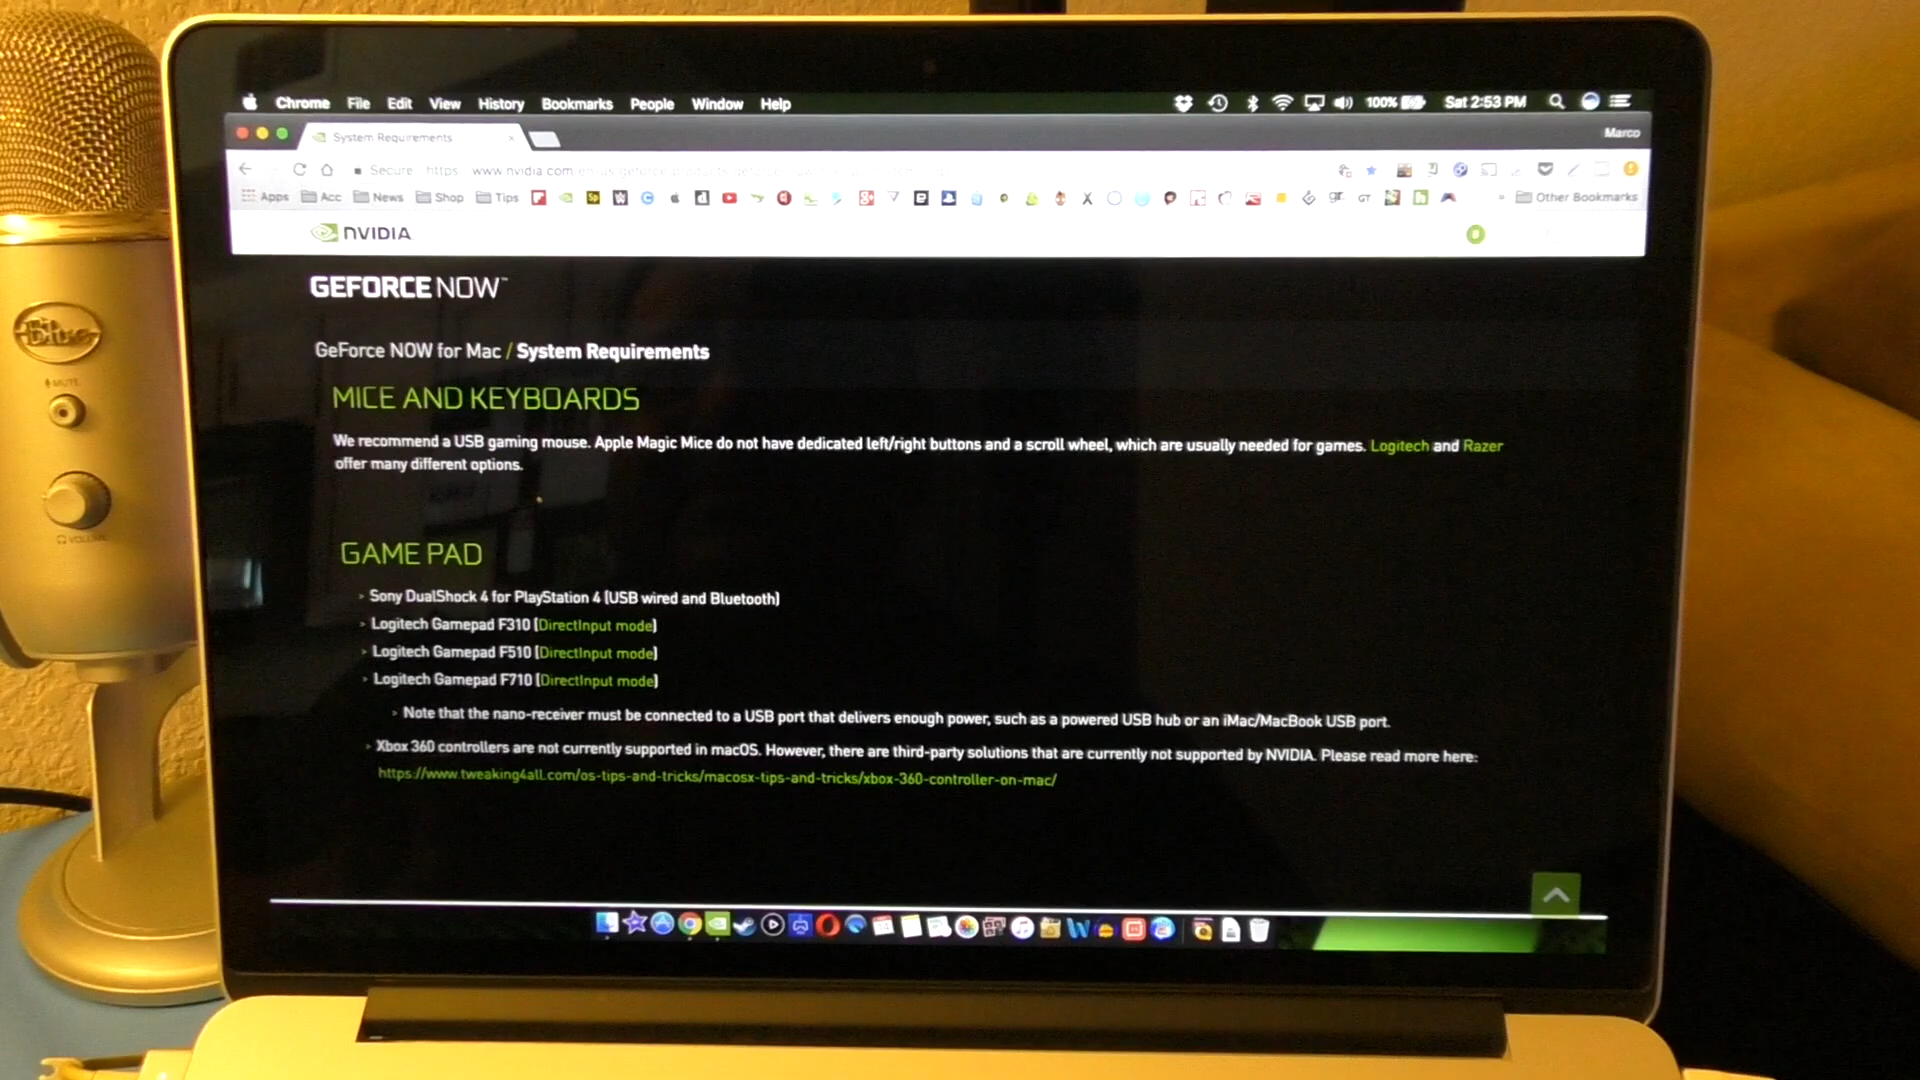 Chrome File Edit View History Bookmarks People Window Help 100% Sat 2:53 PM
System Requirements Marco
Secure https www.nvidia.com
Apps Acc News Shop Tips Other Bookmarks
NVIDIA
GEFORCE NOW™
GeForce NOW for Mac / System Requirements
MICE AND KEYBOARDS
We recommend a USB gaming mouse. Apple Magic Mice do not have dedicated left/right buttons and a scroll wheel, which are usually needed for games. Logitech and Razer
offer many different options.
GAME PAD
Sony DualShock 4 for PlayStation 4 (USB wired and Bluetooth)
Logitech Gamepad F310 (DirectInput mode)
Logitech Gamepad F510 (DirectInput mode)
Logitech Gamepad F710 (DirectInput mode)
Note that the nano-receiver must be connected to a USB port that delivers enough power, such as a powered USB hub or an iMac/MacBook USB port.
Xbox 360 controllers are not currently supported in macOS. However, there are third-party solutions that are currently not supported by NVIDIA. Please read more here:
https://www.tweaking4all.com/os-tips-and-tricks/macosx-tips-and-tricks/xbox-360-controller-on-mac/
Blue
MUTE
VOLUME